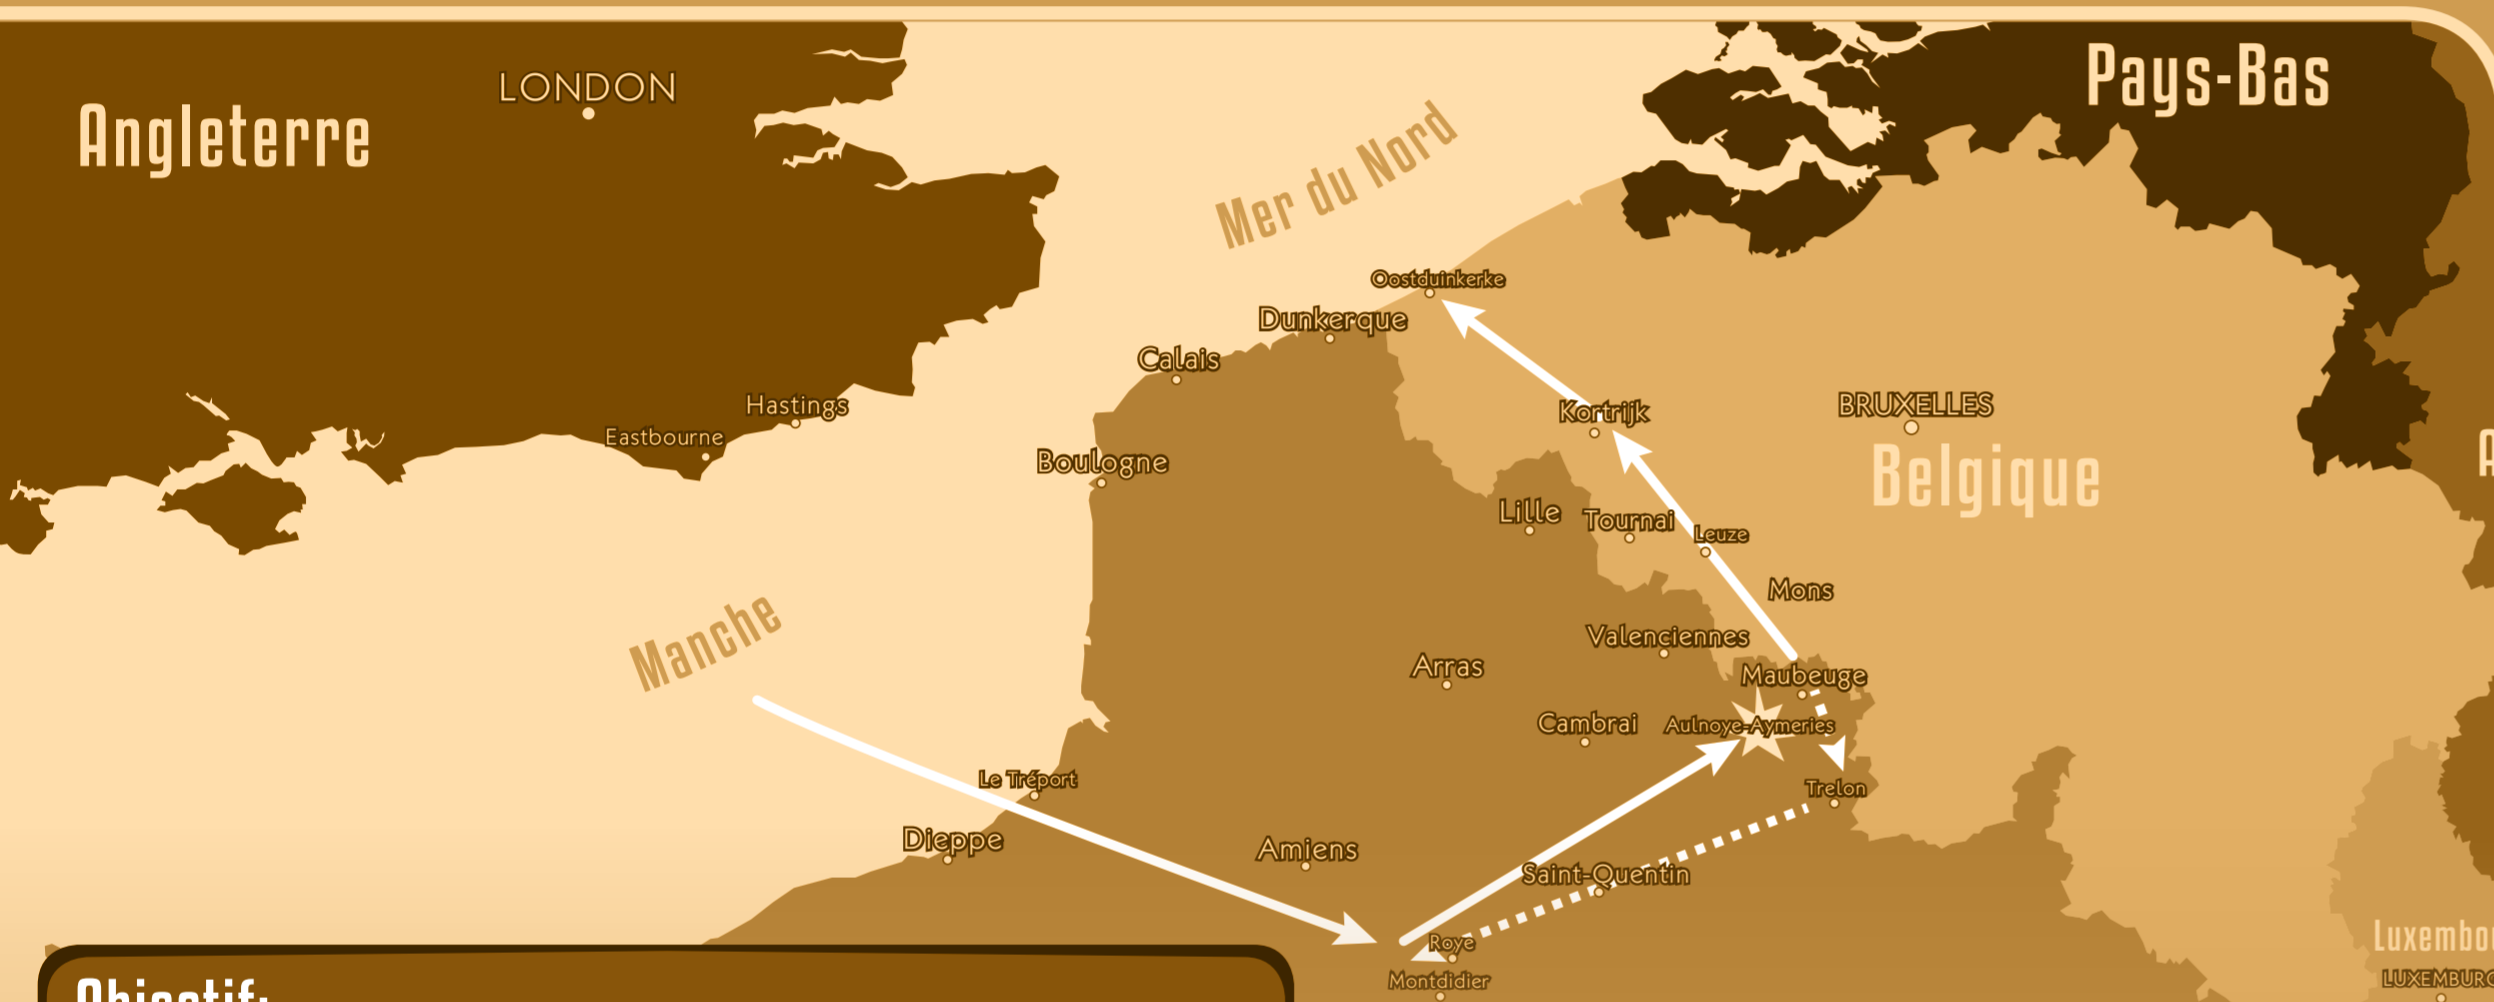 Pays-Bas
LONDON
Angleterre
Mer du Nord
Oostduinkerke
Dunkerque
Calais
Hastings
Kortrijk
BRUXELLES
Eastbourne
Boulogne
Belgique
Lille
Tournai
Leuze
Mons
Manche
Valenciennes
Arras
Maubeuge
Cambrai
Aulnoye-Aymeries
Le Tréport
Trelon
Dieppe
Amiens
Saint-Quentin
Roye
Montdidier
Objectif: